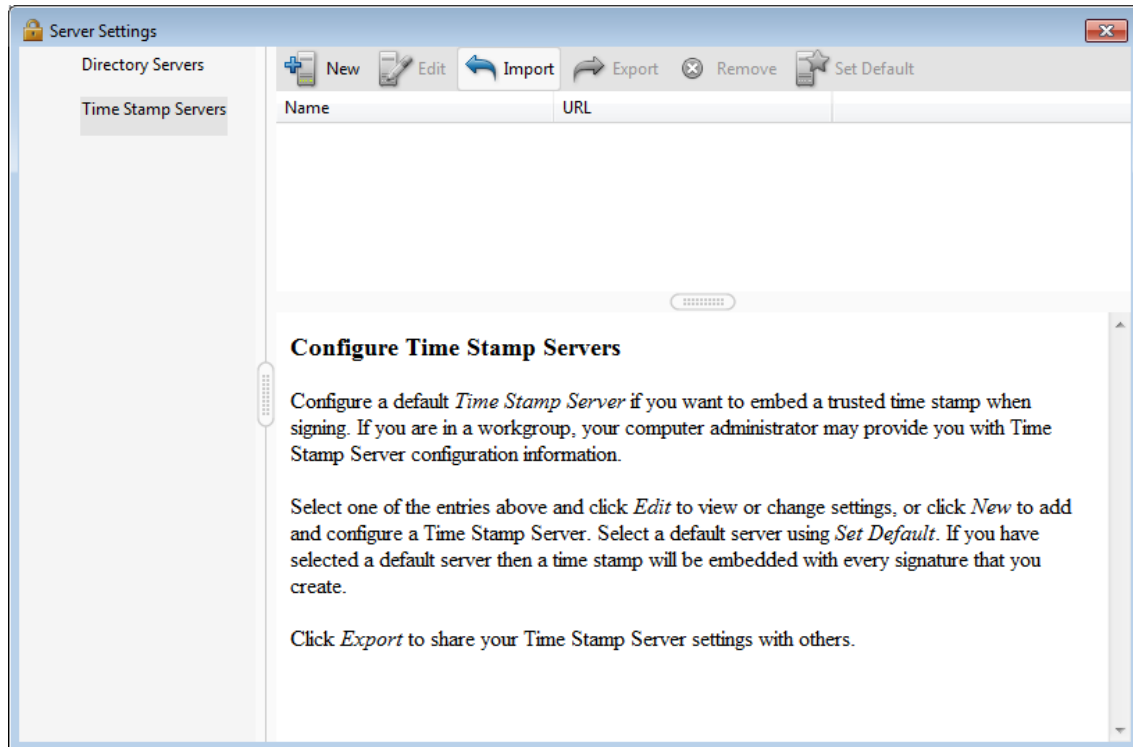 Server Settings
Directory Servers
Time Stamp Servers
New Edit Import Export Remove Set Default
Name URL
Configure Time Stamp Servers
Configure a default Time Stamp Server if you want to embed a trusted time stamp when
signing. If you are in a workgroup, your computer administrator may provide you with Time
Stamp Server configuration information.
Select one of the entries above and click Edit to view or change settings, or click New to add
and configure a Time Stamp Server. Select a default server using Set Default. If you have
selected a default server then a time stamp will be embedded with every signature that you
create.
Click Export to share your Time Stamp Server settings with others.